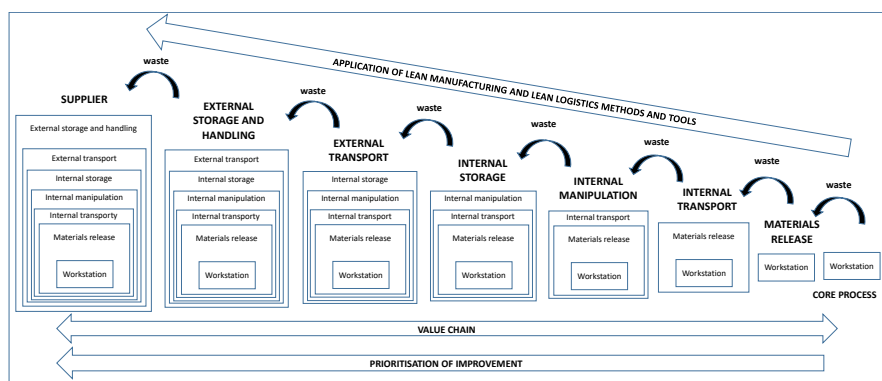 APPLICATION OF LEAN MANUFACTURING AND LEAN LOGISTICS METHODS AND TOOLS
waste
waste
waste
waste
waste
waste
waste
SUPPLIER
External storage and handling
External transport
Internal storage
Internal manipulation
Internal transporty
Materials release
Workstation
EXTERNAL
STORAGE AND
HANDLING
External transport
Internal storage
Internal manipulation
Internal transporty
Materials release
Workstation
EXTERNAL
TRANSPORT
Internal storage
Internal manipulation
Internal transport
Materials release
Workstation
INTERNAL
STORAGE
Internal manipulation
Internal transport
Materials release
Workstation
INTERNAL
MANIPULATION
Internal transport
Materials release
Workstation
INTERNAL
TRANSPORT
Materials release
Workstation
MATERIALS
RELEASE
Workstation
Workstation
CORE PROCESS
VALUE CHAIN
PRIORITISATION OF IMPROVEMENT